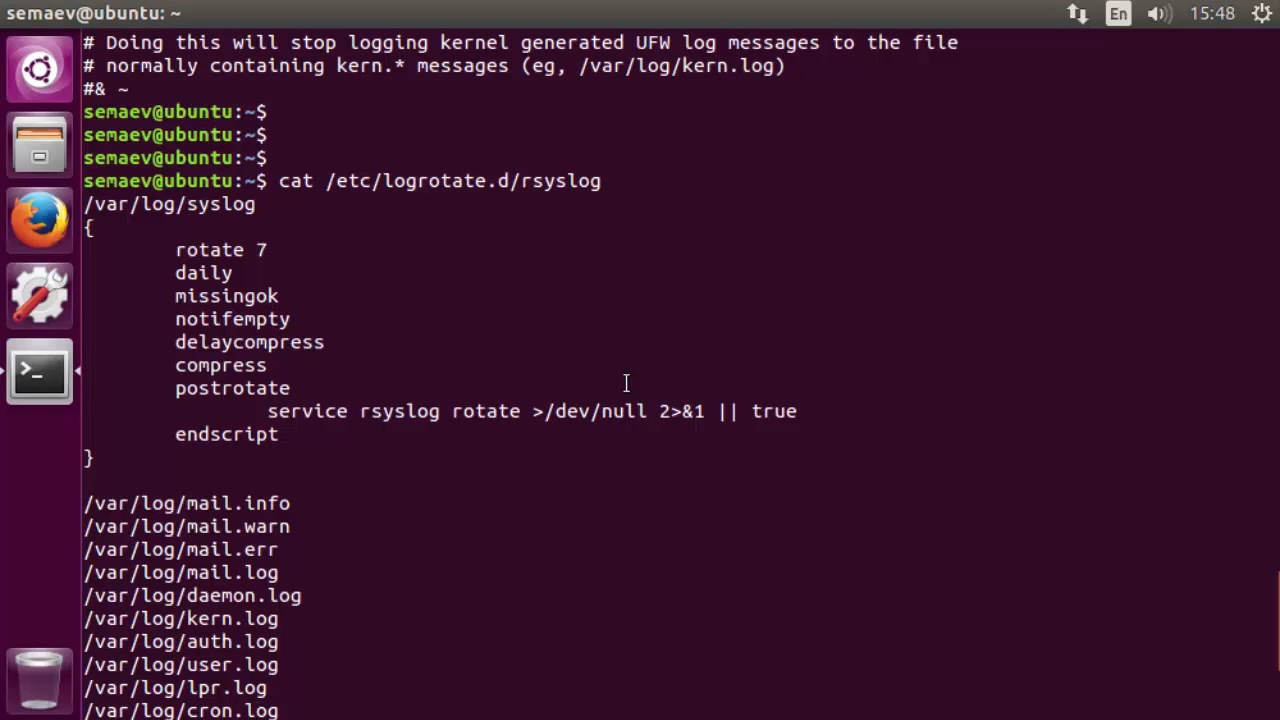 semaev@ubuntu: ~
En
15:48
# Doing this will stop logging kernel generated UFW log messages to the file
# normally containing kern.* messages (eg, /var/log/kern.log)
#& ~
semaev@ubuntu:~$
semaev@ubuntu:~$
semaev@ubuntu:~$
semaev@ubuntu:~$ cat /etc/logrotate.d/rsyslog
/var/log/syslog
{
        rotate 7
        daily
        missingok
        notifempty
        delaycompress
        compress
        postrotate
                service rsyslog rotate >/dev/null 2>&1 || true
        endscript
}
/var/log/mail.info
/var/log/mail.warn
/var/log/mail.err
/var/log/mail.log
/var/log/daemon.log
/var/log/kern.log
/var/log/auth.log
/var/log/user.log
/var/log/lpr.log
/var/log/cron.log